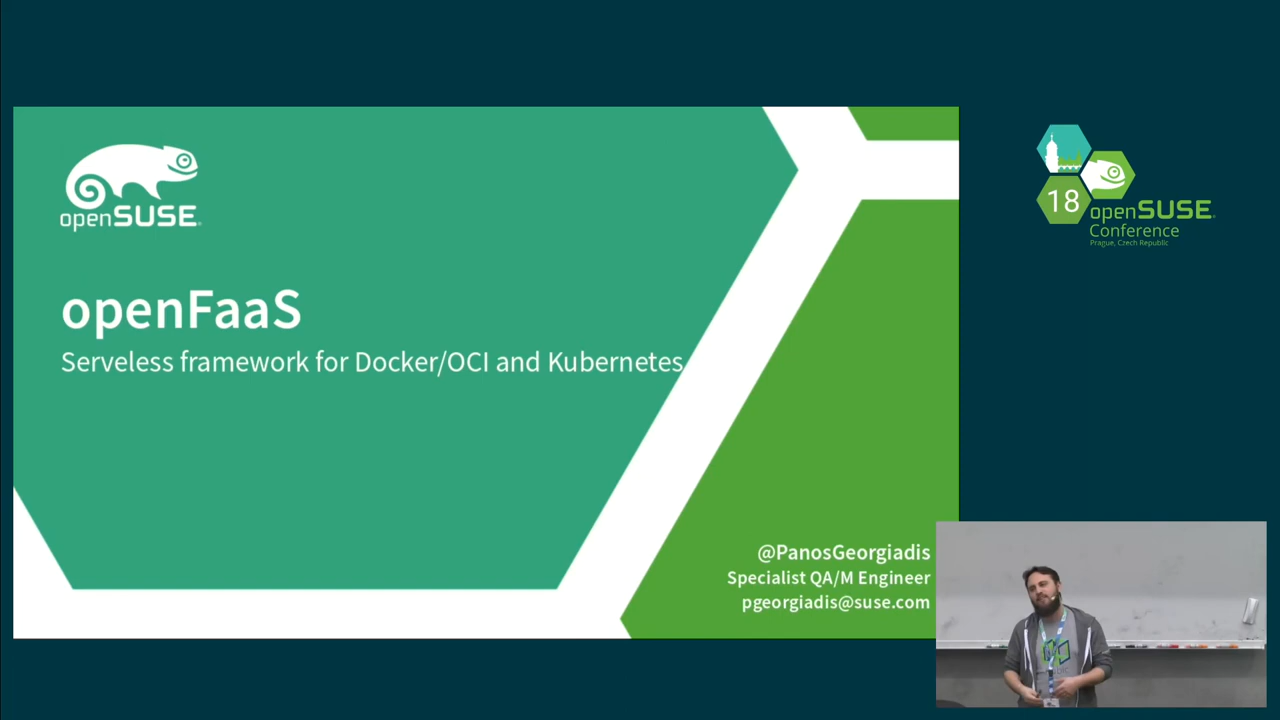 openSUSE
openFaaS
Serveless framework for Docker/OCI and Kubernetes
@PanosGeorgiadis
Specialist QA/M Engineer
pgeorgiadis@suse.com
18
openSUSE
Conference
Prague, Czech Republic